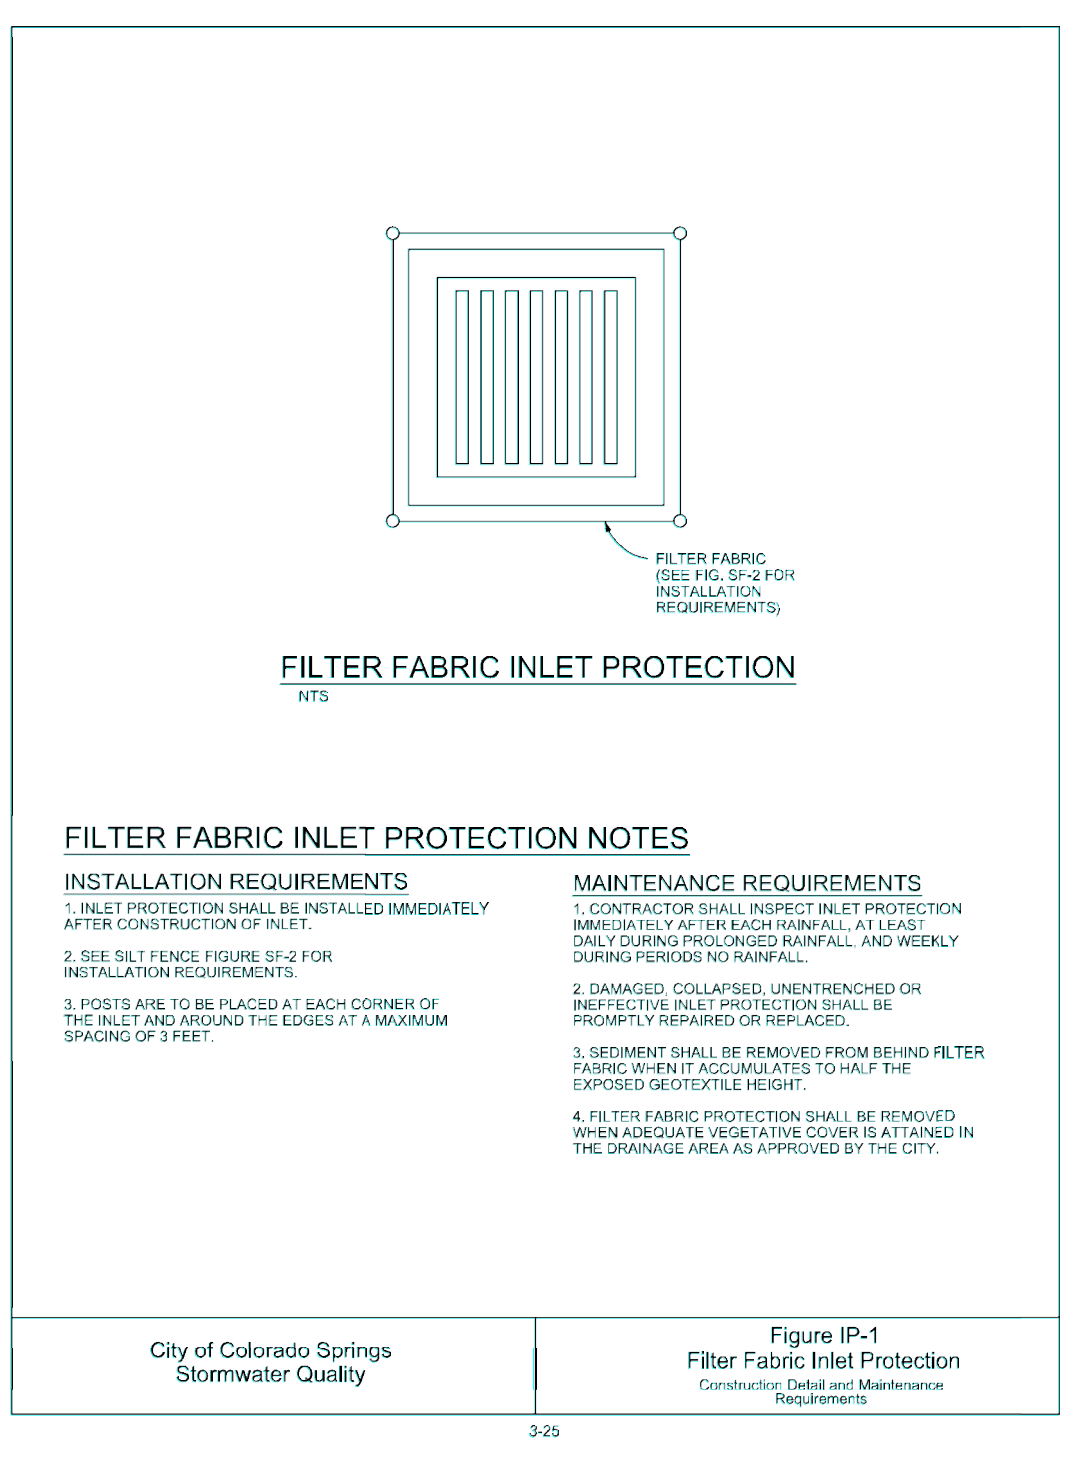 FILTER FABRIC
(SEE FIG. SF-2 FOR
INSTALLATION
REQUIREMENTS)
FILTER FABRIC INLET PROTECTION
NTS
FILTER FABRIC INLET PROTECTION NOTES
INSTALLATION REQUIREMENTS
1. INLET PROTECTION SHALL BE INSTALLED IMMEDIATELY
AFTER CONSTRUCTION OF INLET.
2. SEE SILT FENCE FIGURE SF-2 FOR
INSTALLATION REQUIREMENTS.
3. POSTS ARE TO BE PLACED AT EACH CORNER OF
THE INLET AND AROUND THE EDGES AT A MAXIMUM
SPACING OF 3 FEET.
MAINTENANCE REQUIREMENTS
1. CONTRACTOR SHALL INSPECT INLET PROTECTION
IMMEDIATELY AFTER EACH RAINFALL, AT LEAST
DAILY DURING PROLONGED RAINFALL, AND WEEKLY
DURING PERIODS NO RAINFALL.
2. DAMAGED, COLLAPSED, UNENTRENCHED OR
INEFFECTIVE INLET PROTECTION SHALL BE
PROMPTLY REPAIRED OR REPLACED.
3. SEDIMENT SHALL BE REMOVED FROM BEHIND FILTER
FABRIC WHEN IT ACCUMULATES TO HALF THE
EXPOSED GEOTEXTILE HEIGHT.
4. FILTER FABRIC PROTECTION SHALL BE REMOVED
WHEN ADEQUATE VEGETATIVE COVER IS ATTAINED IN
THE DRAINAGE AREA AS APPROVED BY THE CITY.
City of Colorado Springs
Stormwater Quality
Figure IP-1
Filter Fabric Inlet Protection
Construction Detail and Maintenance
Requirements
3-25